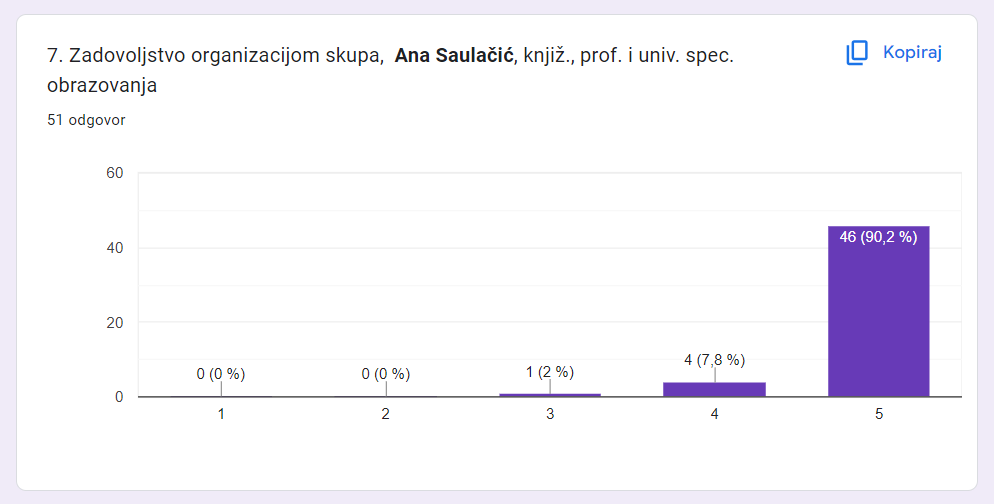 7. Zadovoljstvo organizacijom skupa, Ana Saulačić, knjiž., prof. i univ. spec.
obrazovanja
Kopiraj
51 odgovor
60
40
20
0
0 (0 %)
0 (0 %)
1 (2 %)
4 (7,8 %)
46 (90,2 %)
1
2
3
4
5